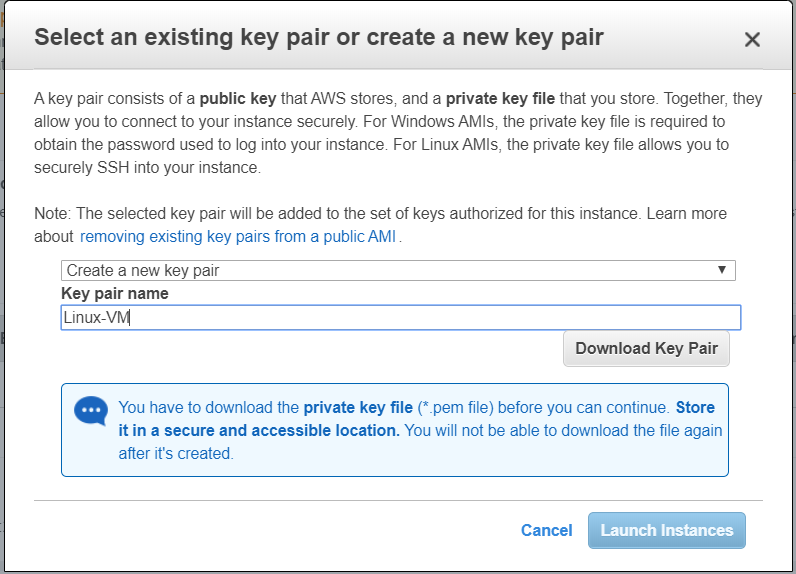 Select an existing key pair or create a new key pair
A key pair consists of a public key that AWS stores, and a private key file that you store. Together, they
allow you to connect to your instance securely. For Windows AMIs, the private key file is required to
obtain the password used to log into your instance. For Linux AMIs, the private key file allows you to
securely SSH into your instance.
Note: The selected key pair will be added to the set of keys authorized for this instance. Learn more
about removing existing key pairs from a public AMI.
Create a new key pair
Key pair name
Linux-VM
Download Key Pair
You have to download the private key file (*.pem file) before you can continue. Store
it in a secure and accessible location. You will not be able to download the file again
after it's created.
Cancel Launch Instances